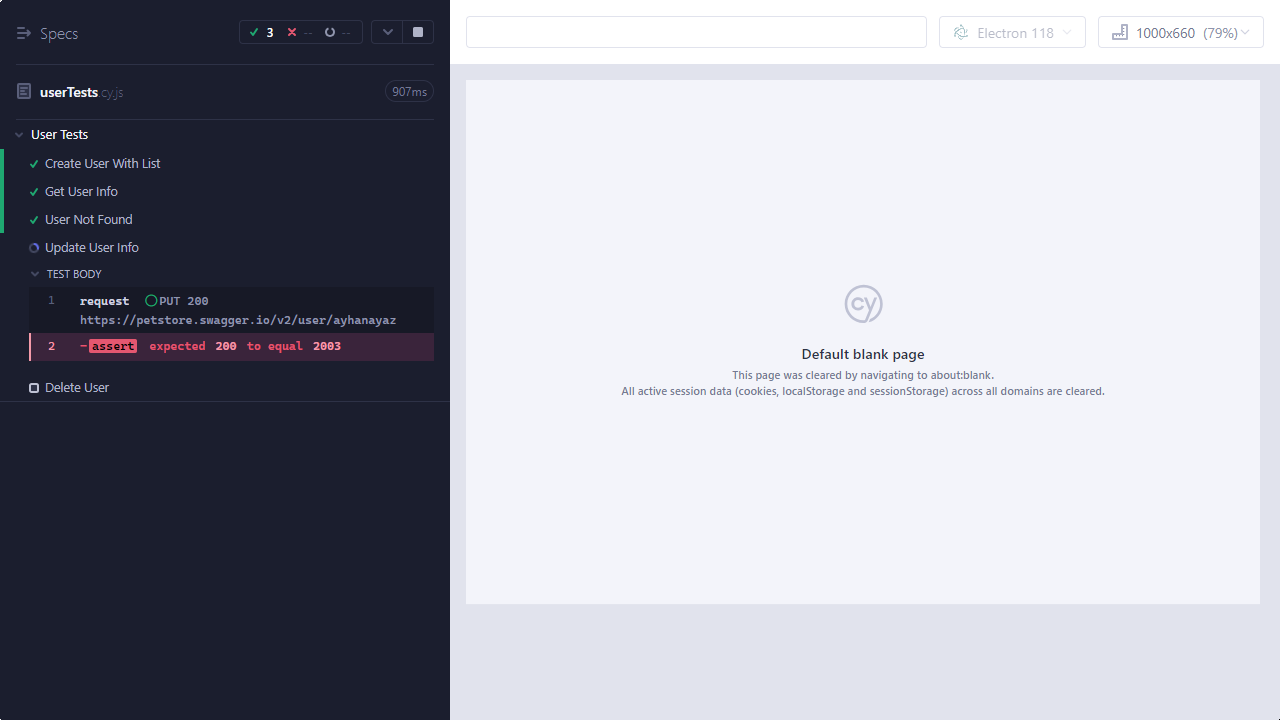 Specs
3 -- --
userTests.cy.js 907ms
User Tests
Create User With List
Get User Info
User Not Found
Update User Info
TEST BODY
1 request PUT 200
https://petstore.swagger.io/v2/user/ayhanayaz
2 -assert expected 200 to equal 2003
Delete User
Electron 118
1000x660 (79%)
cy
Default blank page
This page was cleared by navigating to about:blank.
All active session data (cookies, localStorage and sessionStorage) across all domains are cleared.